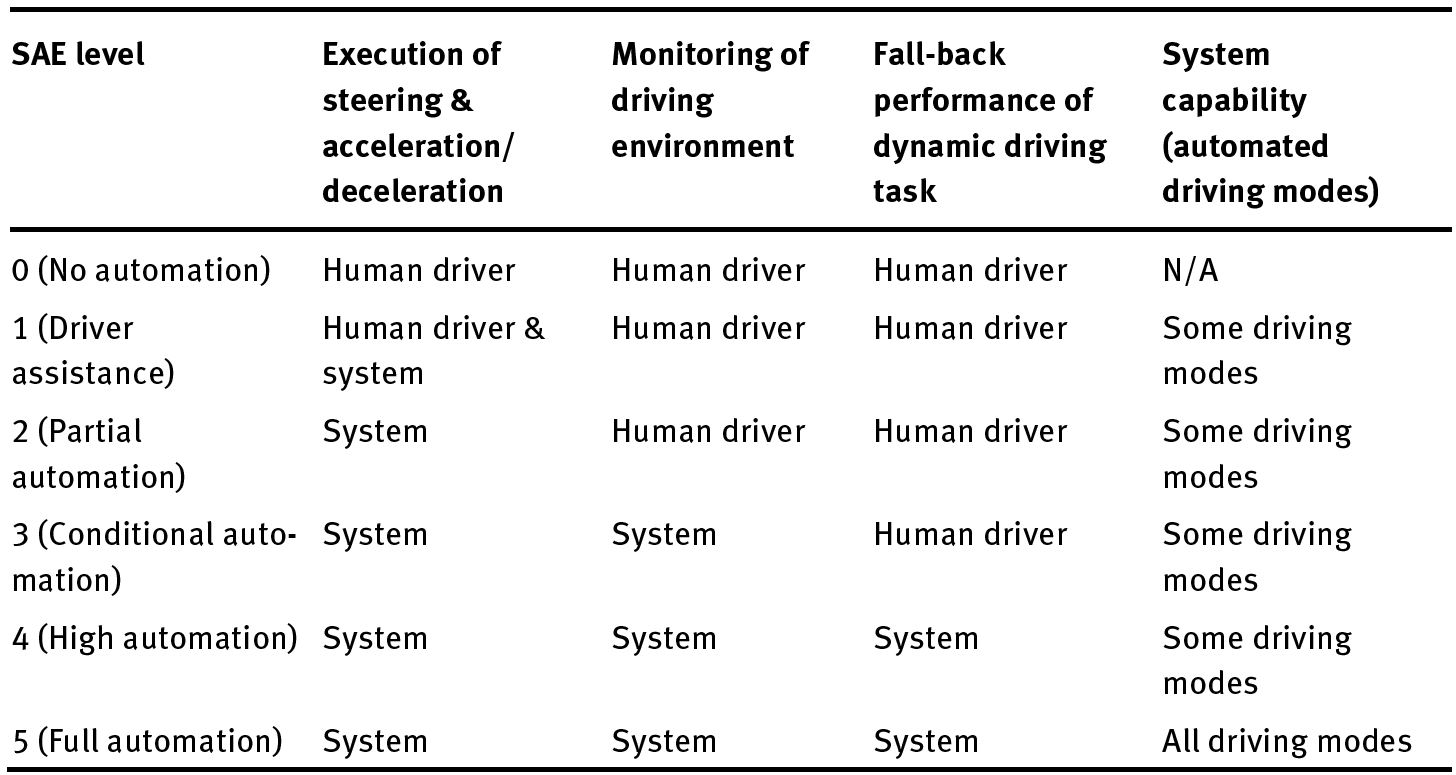 SAE level Execution of Monitoring of Fall-back System
steering & driving performance of capability
acceleration/ environment dynamic driving (automated
deceleration task driving modes)
0 (No automation) Human driver Human driver Human driver N/A
1 (Driver Human driver & Human driver Human driver Some driving
assistance) system modes
2 (Partial System Human driver Human driver Some driving
automation) modes
3 (Conditional auto- System System Human driver Some driving
mation) modes
4 (High automation) System System System Some driving
modes
5 (Full automation) System System System All driving modes